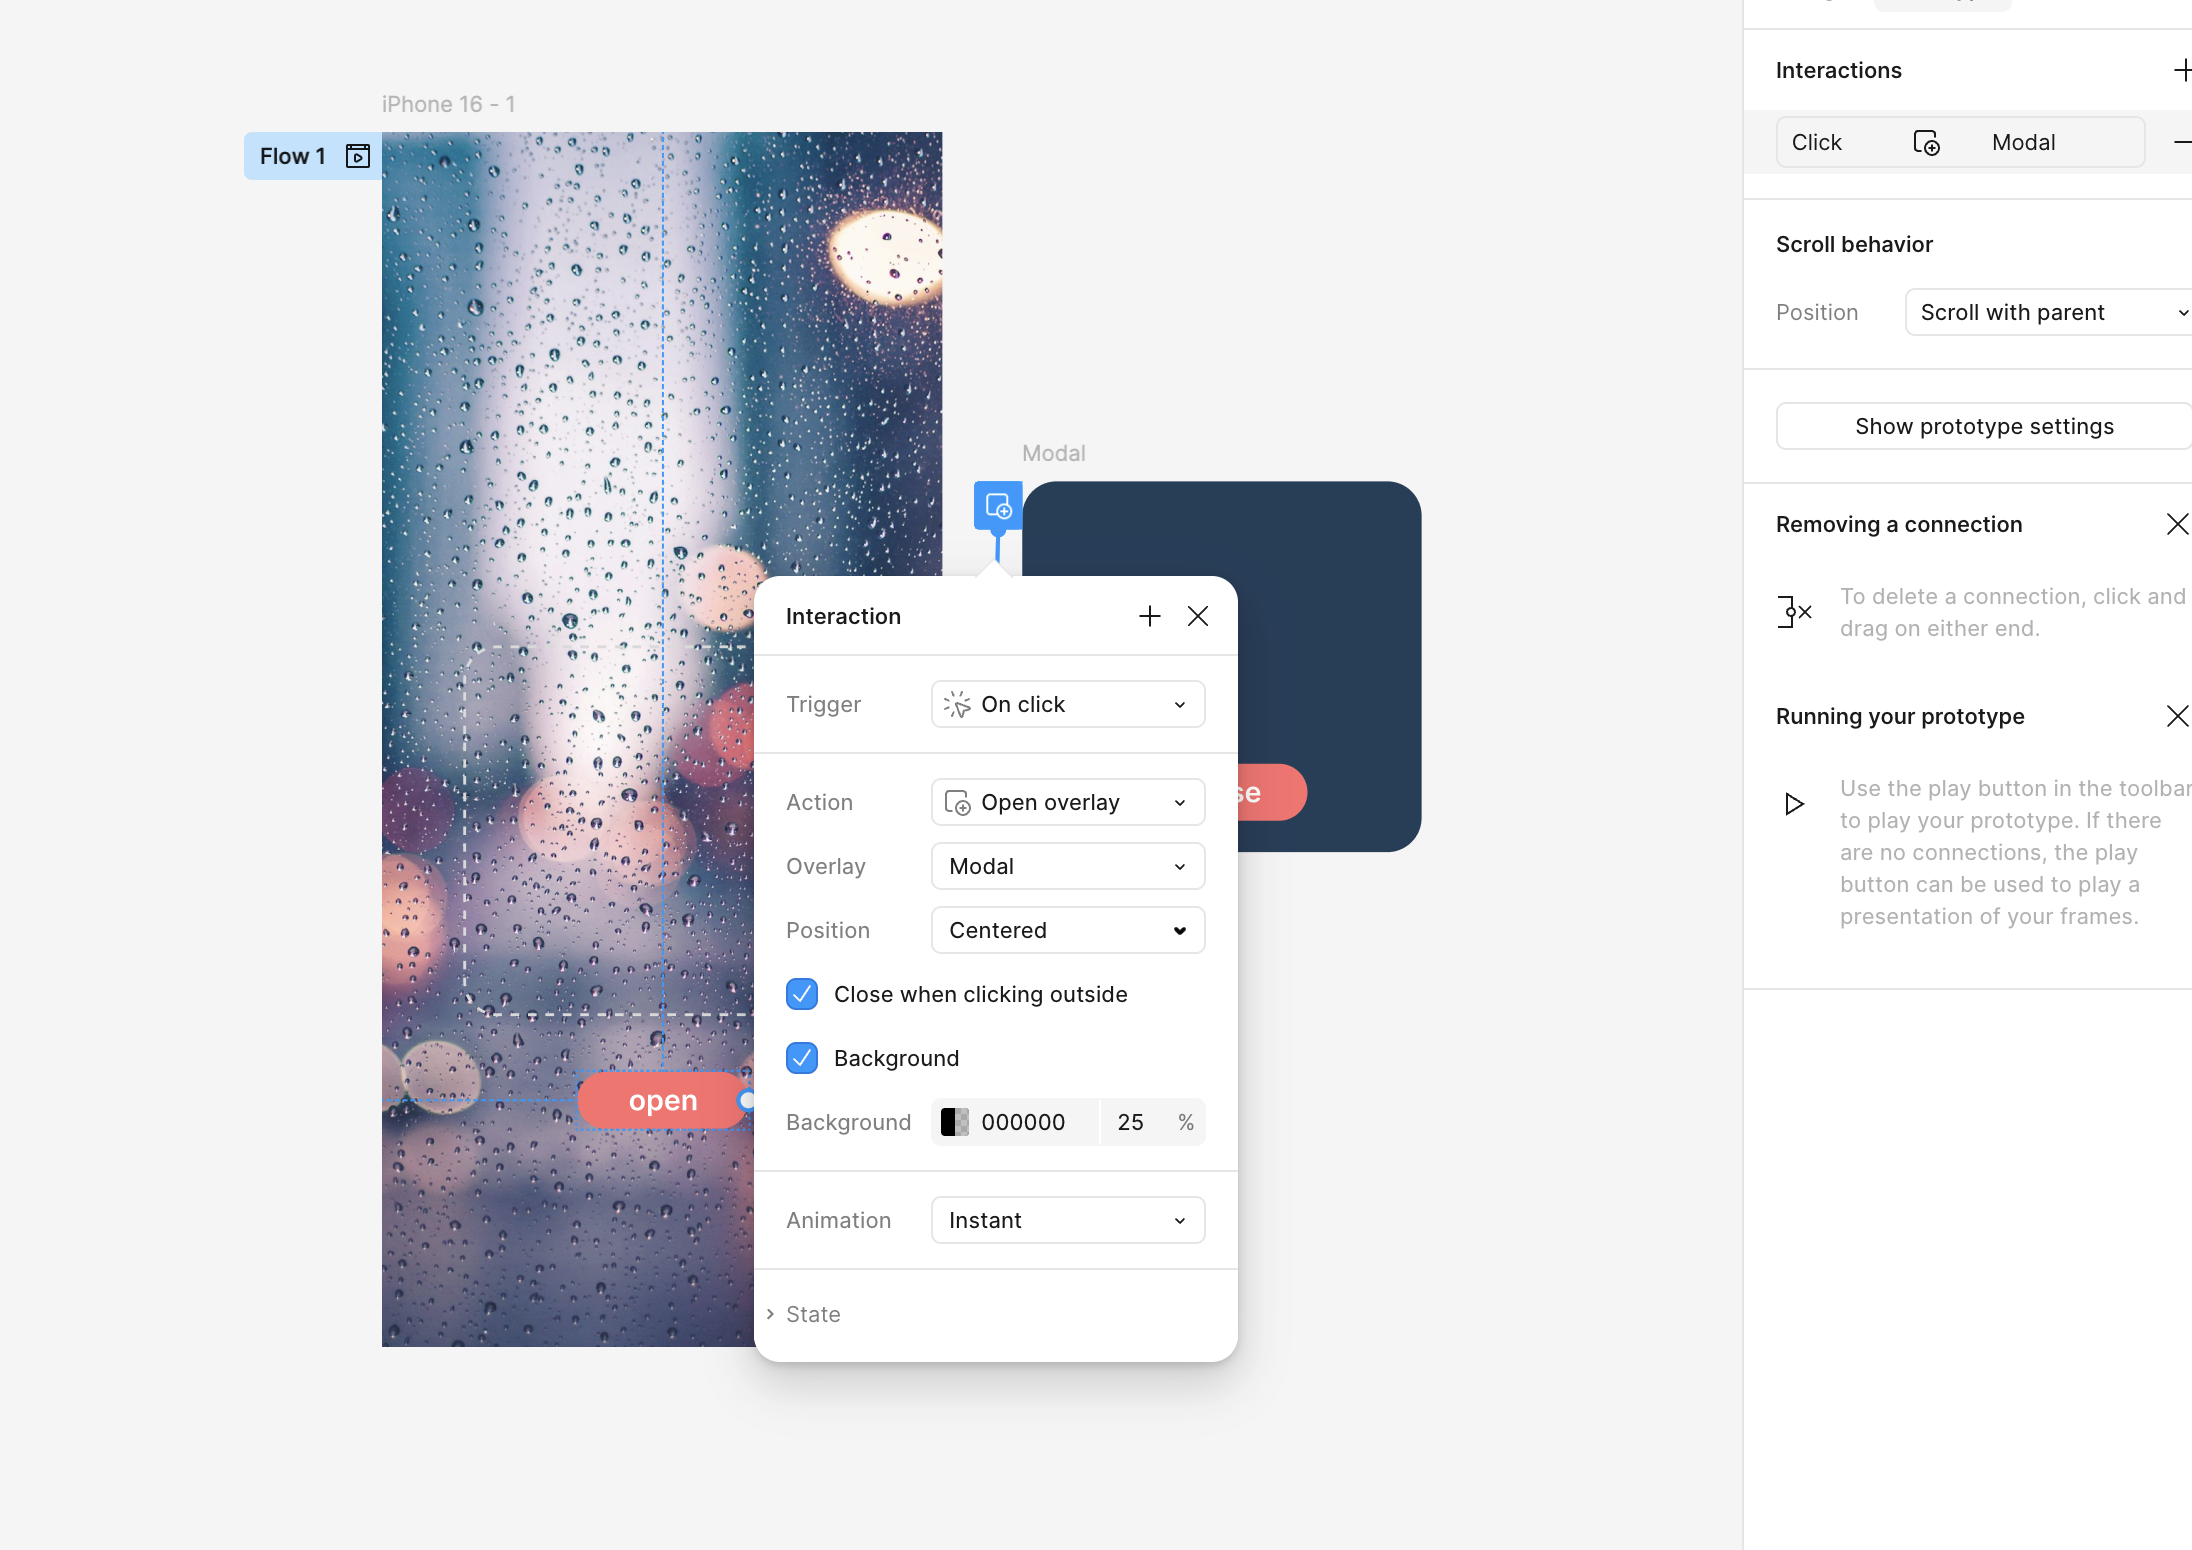 iPhone 16 - 1
Flow 1
Modal
open
se
Interaction
Trigger
On click
Action
Open overlay
Overlay
Modal
Position
Centered
Close when clicking outside
Background
Background
000000
25
%
Animation
Instant
State
Interactions
Click
Modal
Scroll behavior
Position
Scroll with parent
Show prototype settings
Removing a connection
To delete a connection, click and
drag on either end.
Running your prototype
Use the play button in the toolbar
to play your prototype. If there
are no connections, the play
button can be used to play a
presentation of your frames.